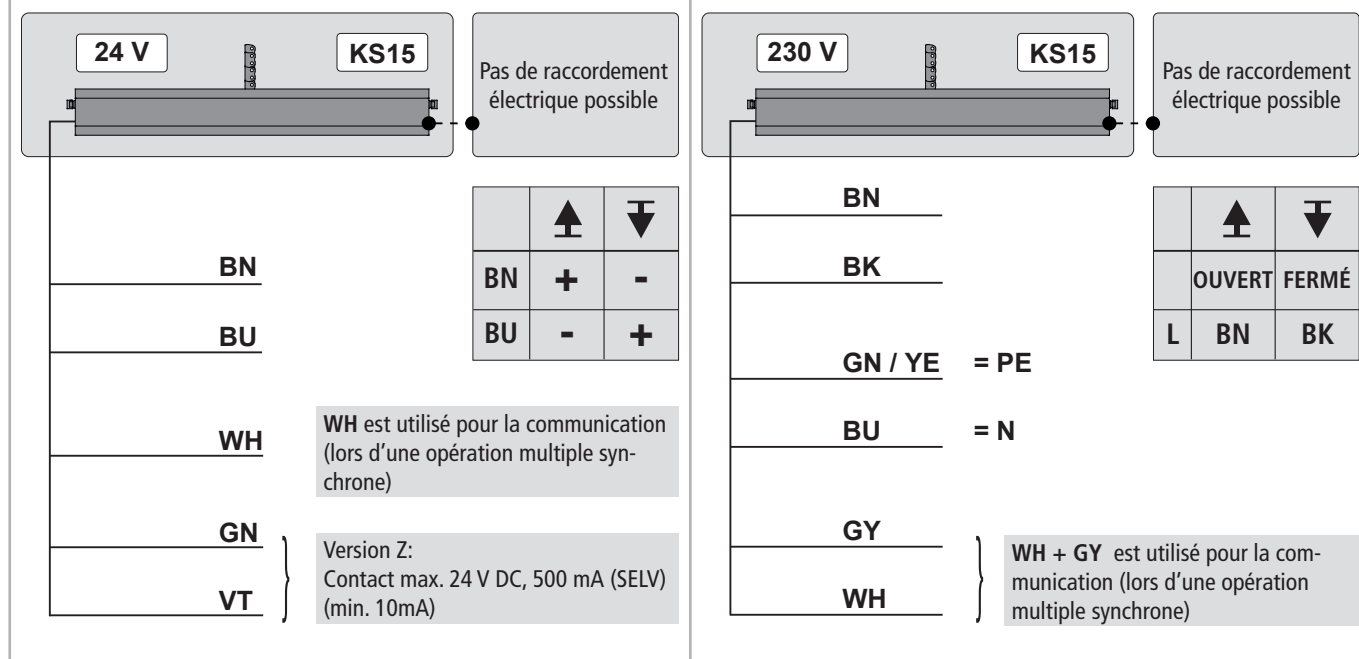 24 V
KS15
Pas de raccordement
électrique possible
BN + -
BU - +
BN
BU
WH
WH est utilisé pour la communication
(lors d'une opération multiple syn-
chrone)
GN
VT
Version Z:
Contact max. 24 V DC, 500 mA (SELV)
(min. 10mA)
230 V
KS15
Pas de raccordement
électrique possible
OUVERT FERMÉ
L BN BK
BN
BK
GN / YE = PE
BU = N
GY
WH
WH + GY est utilisé pour la com-
munication (lors d'une opération
multiple synchrone)